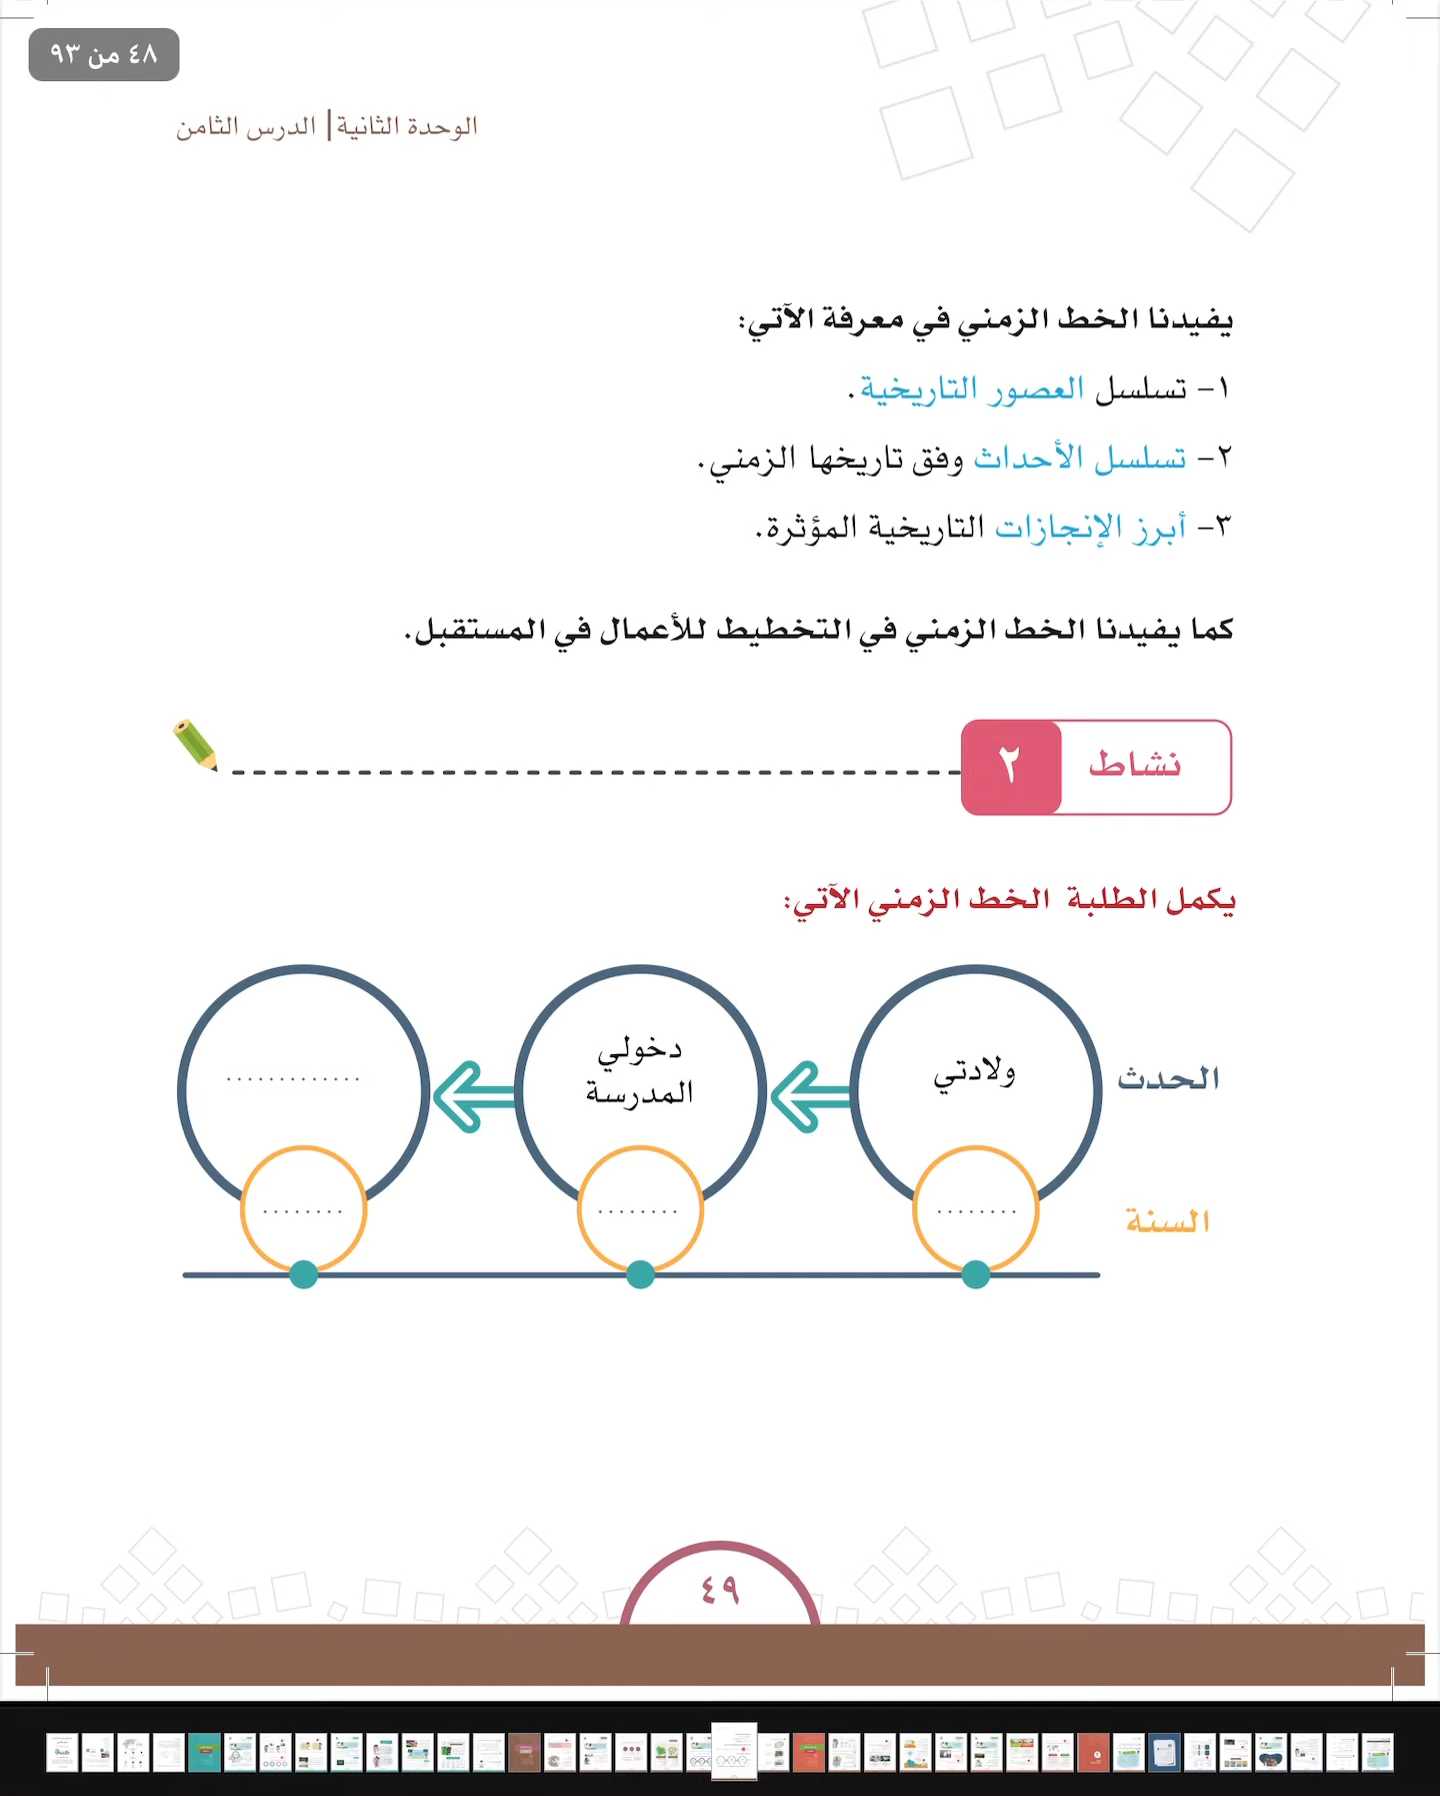 ٤٨ من ٩٣
الوحدة الثانية | الدرس الثامن
يفيدنا الخط الزمني في معرفة الآتي:
١- تسلسل العصور التاريخية.
٢- تسلسل الأحداث وفق تاريخها الزمني.
٣- أبرز الإنجازات التاريخية المؤثرة.
كما يفيدنا الخط الزمني في التخطيط للأعمال في المستقبل.
نشاط ٢
يكمل الطلبة الخط الزمني الآتي:
الحدث
ولادتي
دخولي
المدرسة
.............
السنة
........
........
........
٤٩